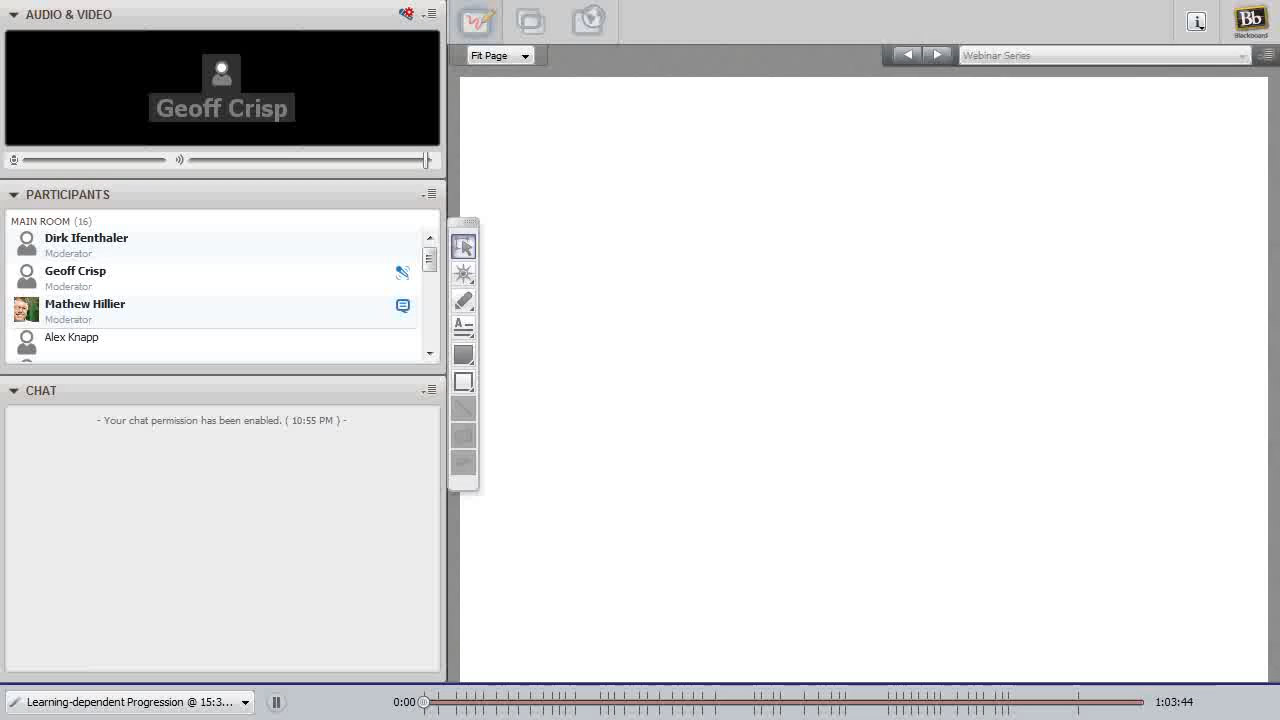 AUDIO & VIDEO
Geoff Crisp
PARTICIPANTS
MAIN ROOM (16)
Dirk Ifenthaler
Moderator
Geoff Crisp
Moderator
Mathew Hillier
Moderator
Alex Knapp
CHAT
- Your chat permission has been enabled. ( 10:55 PM ) -
Fit Page
Webinar Series
i
Bb
Blackboard
A
Learning-dependent Progression @ 15:3...
0:00
1:03:44